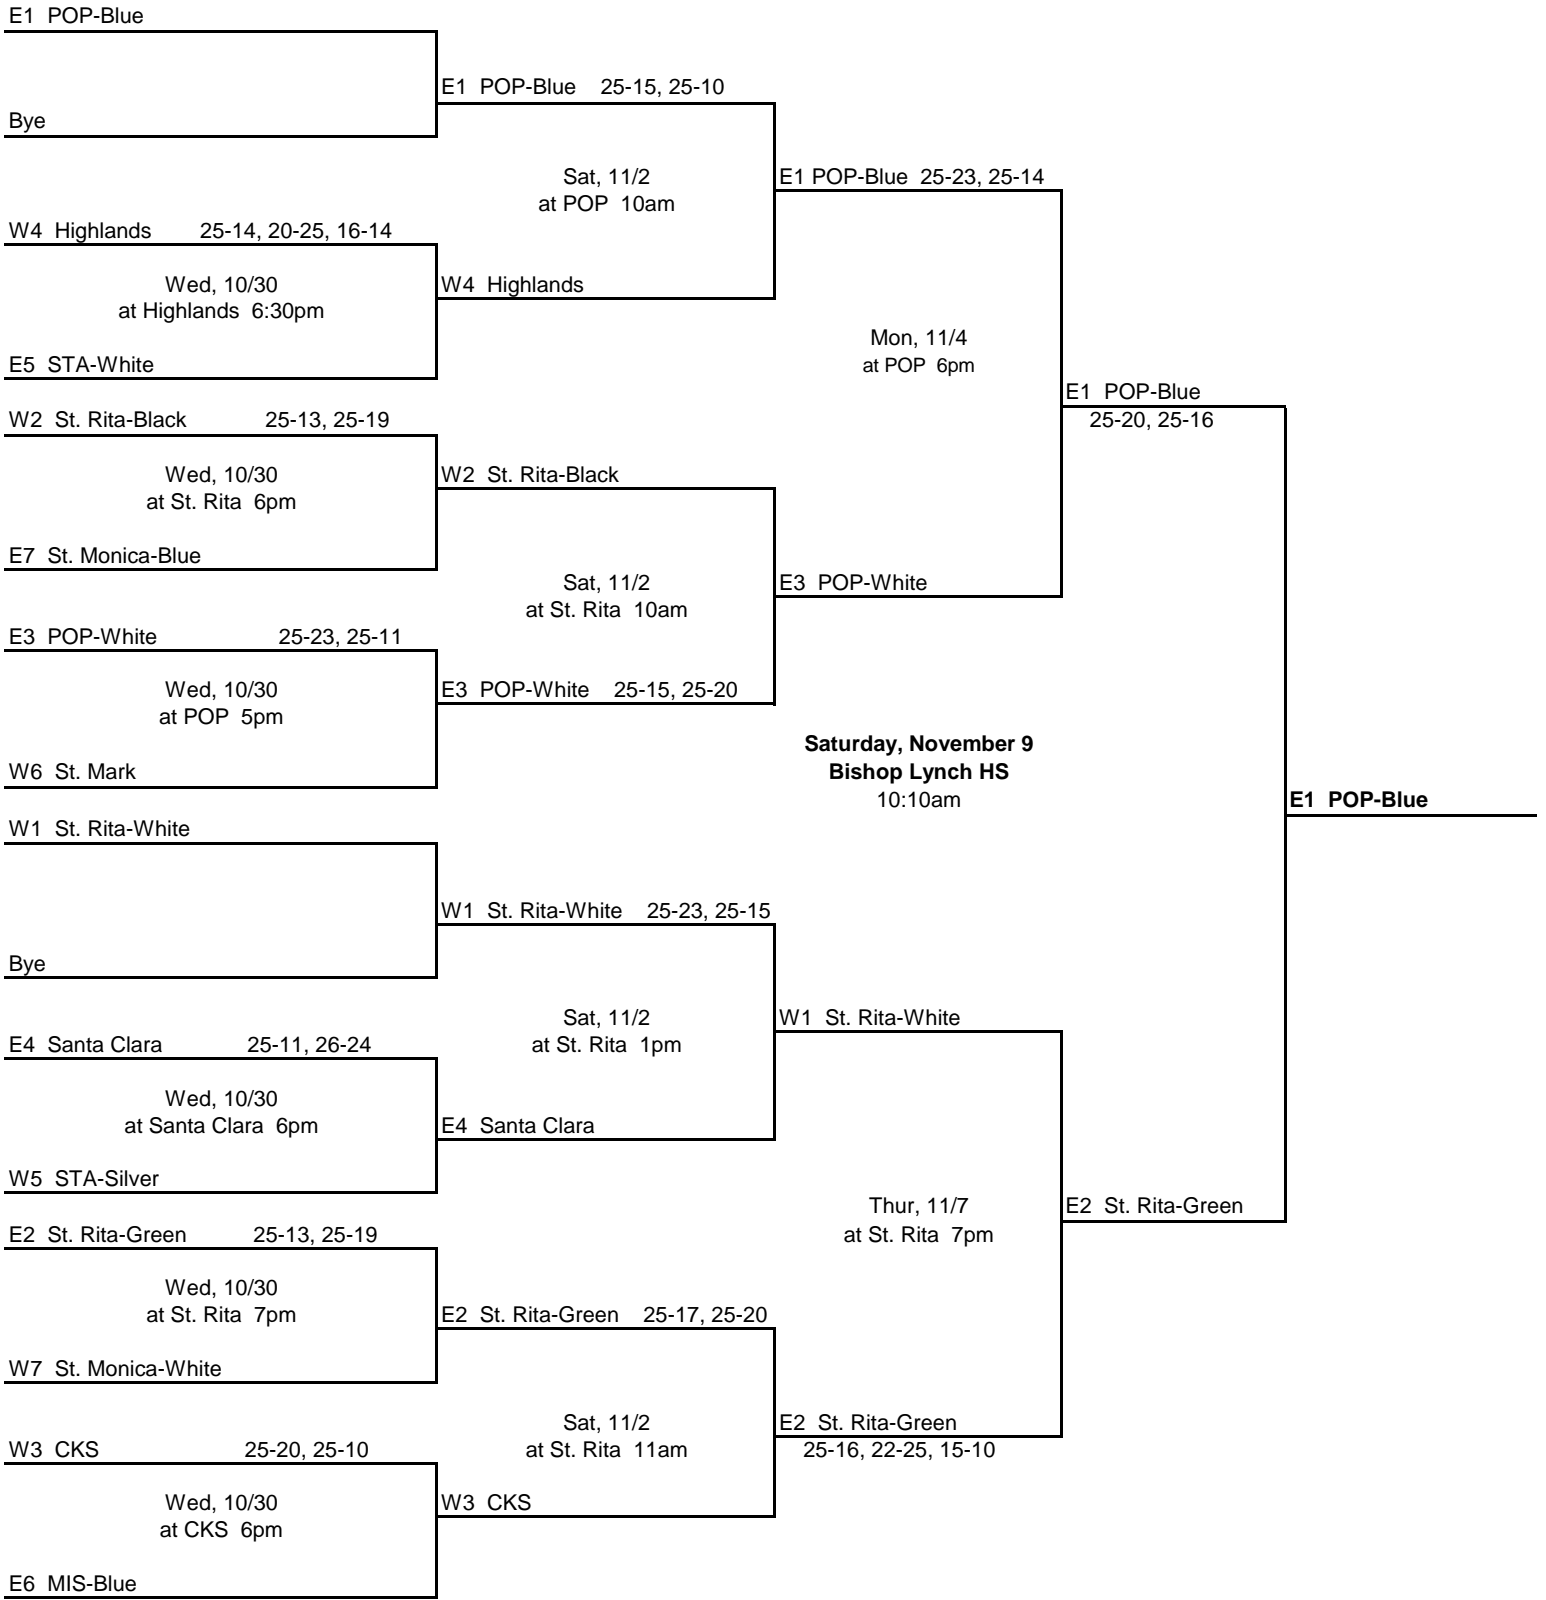 E1 POP-Blue
E1 POP-Blue 25-15, 25-10
Bye
Sat, 11/2
at POP 10am
E1 POP-Blue 25-23, 25-14
W4 Highlands 25-14, 20-25, 16-14
Wed, 10/30
at Highlands 6:30pm
W4 Highlands
E5 STA-White
Mon, 11/4
at POP 6pm
E1 POP-Blue
25-20, 25-16
W2 St. Rita-Black 25-13, 25-19
Wed, 10/30
at St. Rita 6pm
W2 St. Rita-Black
E7 St. Monica-Blue
Sat, 11/2
at St. Rita 10am
E3 POP-White
E3 POP-White 25-23, 25-11
Wed, 10/30
at POP 5pm
E3 POP-White 25-15, 25-20
W6 St. Mark
Saturday, November 9
Bishop Lynch HS
10:10am
E1 POP-Blue
W1 St. Rita-White
W1 St. Rita-White 25-23, 25-15
Bye
Sat, 11/2
at St. Rita 1pm
W1 St. Rita-White
E4 Santa Clara 25-11, 26-24
Wed, 10/30
at Santa Clara 6pm
E4 Santa Clara
W5 STA-Silver
Thur, 11/7
at St. Rita 7pm
E2 St. Rita-Green
E2 St. Rita-Green 25-13, 25-19
Wed, 10/30
at St. Rita 7pm
E2 St. Rita-Green 25-17, 25-20
W7 St. Monica-White
Sat, 11/2
at St. Rita 11am
E2 St. Rita-Green
25-16, 22-25, 15-10
W3 CKS 25-20, 25-10
Wed, 10/30
at CKS 6pm
W3 CKS
E6 MIS-Blue